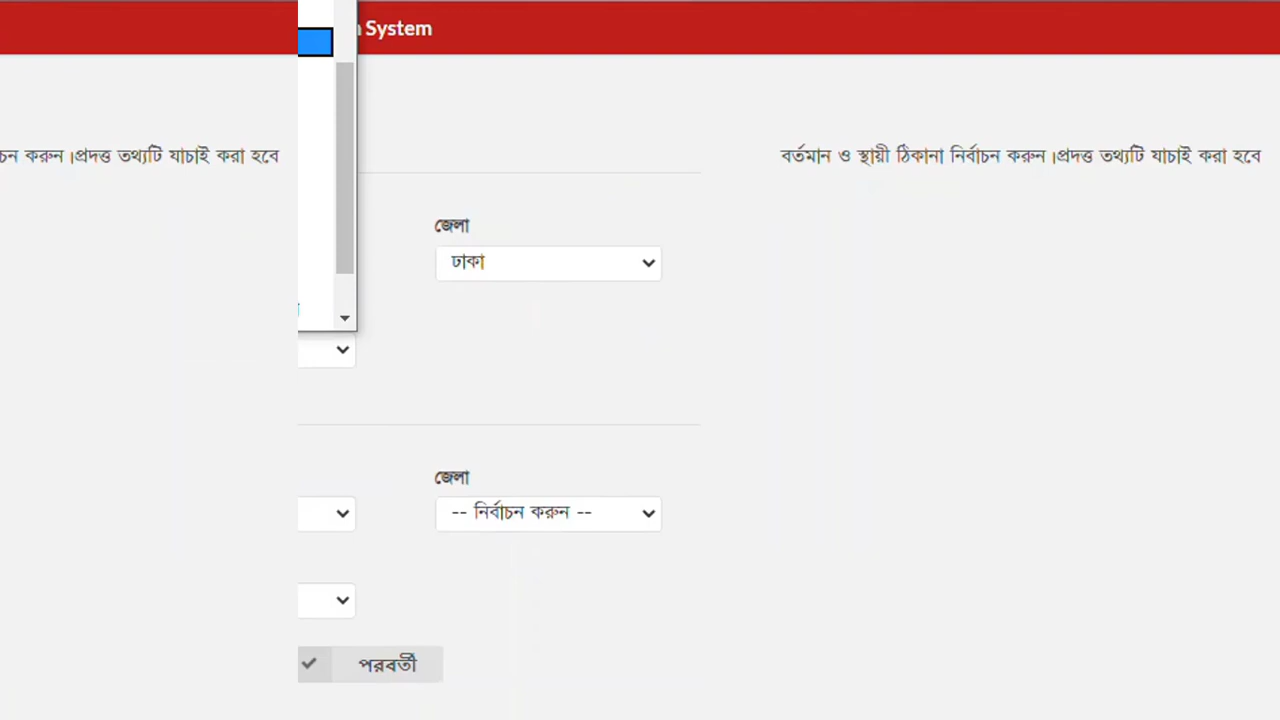 System
চন করুন ।প্রদত্ত তথ্যটি যাচাই করা হবে
বর্তমান ও স্থায়ী ঠিকানা নির্বাচন করুন ।প্রদত্ত তথ্যটি যাচাই করা হবে
জেলা
ঢাকা
জেলা
-- নির্বাচন করুন --
পরবর্তী